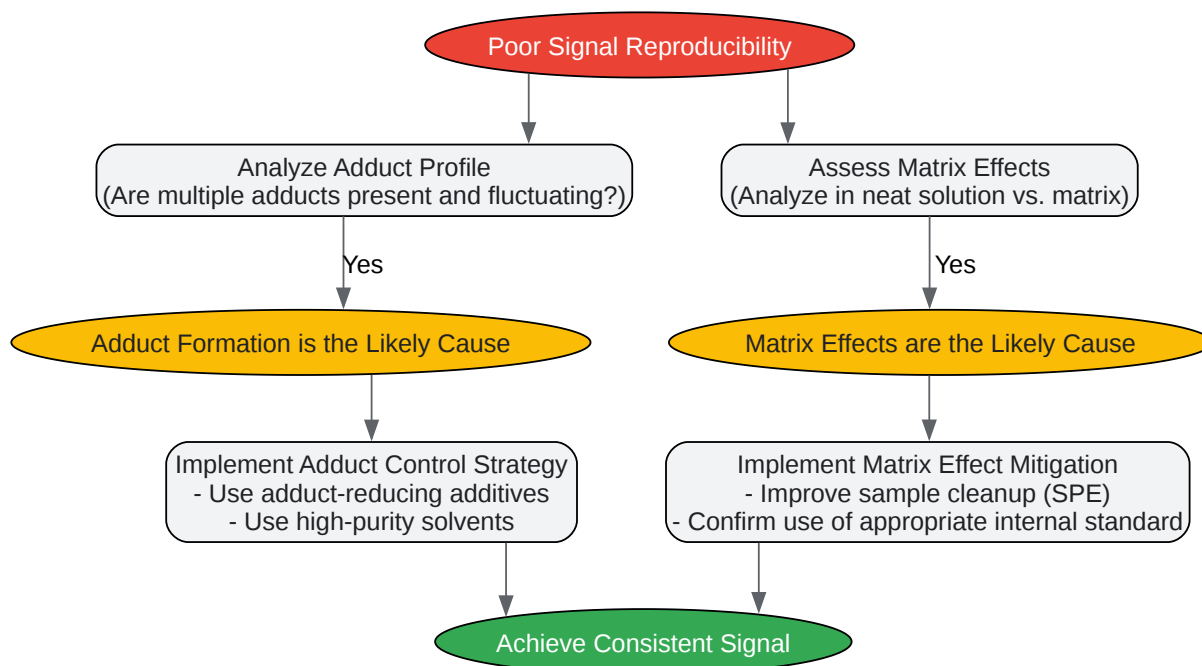 Poor Signal Reproducibility
Analyze Adduct Profile
(Are multiple adducts present and fluctuating?)
Assess Matrix Effects
(Analyze in neat solution vs. matrix)
Yes
Yes
Adduct Formation is the Likely Cause
Matrix Effects are the Likely Cause
Implement Adduct Control Strategy
- Use adduct-reducing additives
- Use high-purity solvents
Implement Matrix Effect Mitigation
- Improve sample cleanup (SPE)
- Confirm use of appropriate internal standard
Achieve Consistent Signal